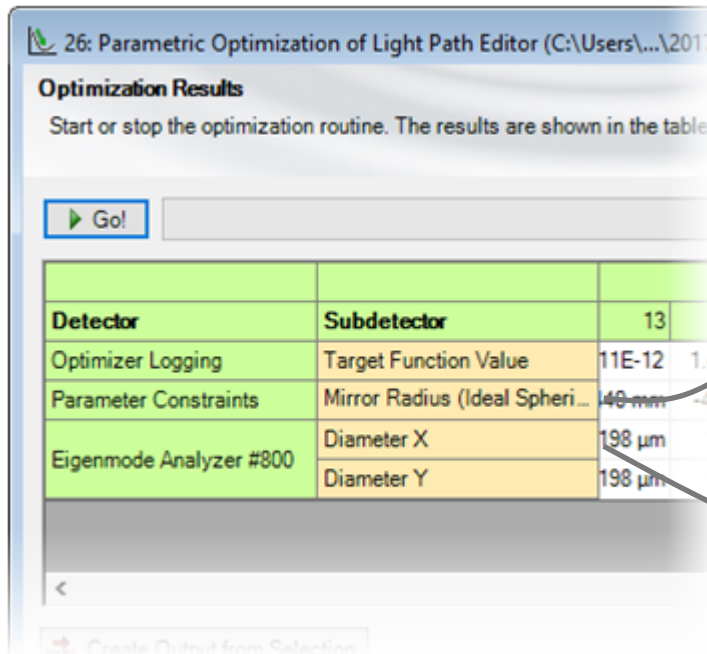 26: Parametric Optimization of Light Path Editor (C:\Users\...\201
Optimization Results
Start or stop the optimization routine. The results are shown in the table
Go!
Detector Subdetector 13
Optimizer Logging Target Function Value 11E-12 1.
Parameter Constraints Mirror Radius (Ideal Spheri... mm
Eigenmode Analyzer #800 Diameter X 198 µm
Diameter Y 198 µm
<
Create Output from Selection